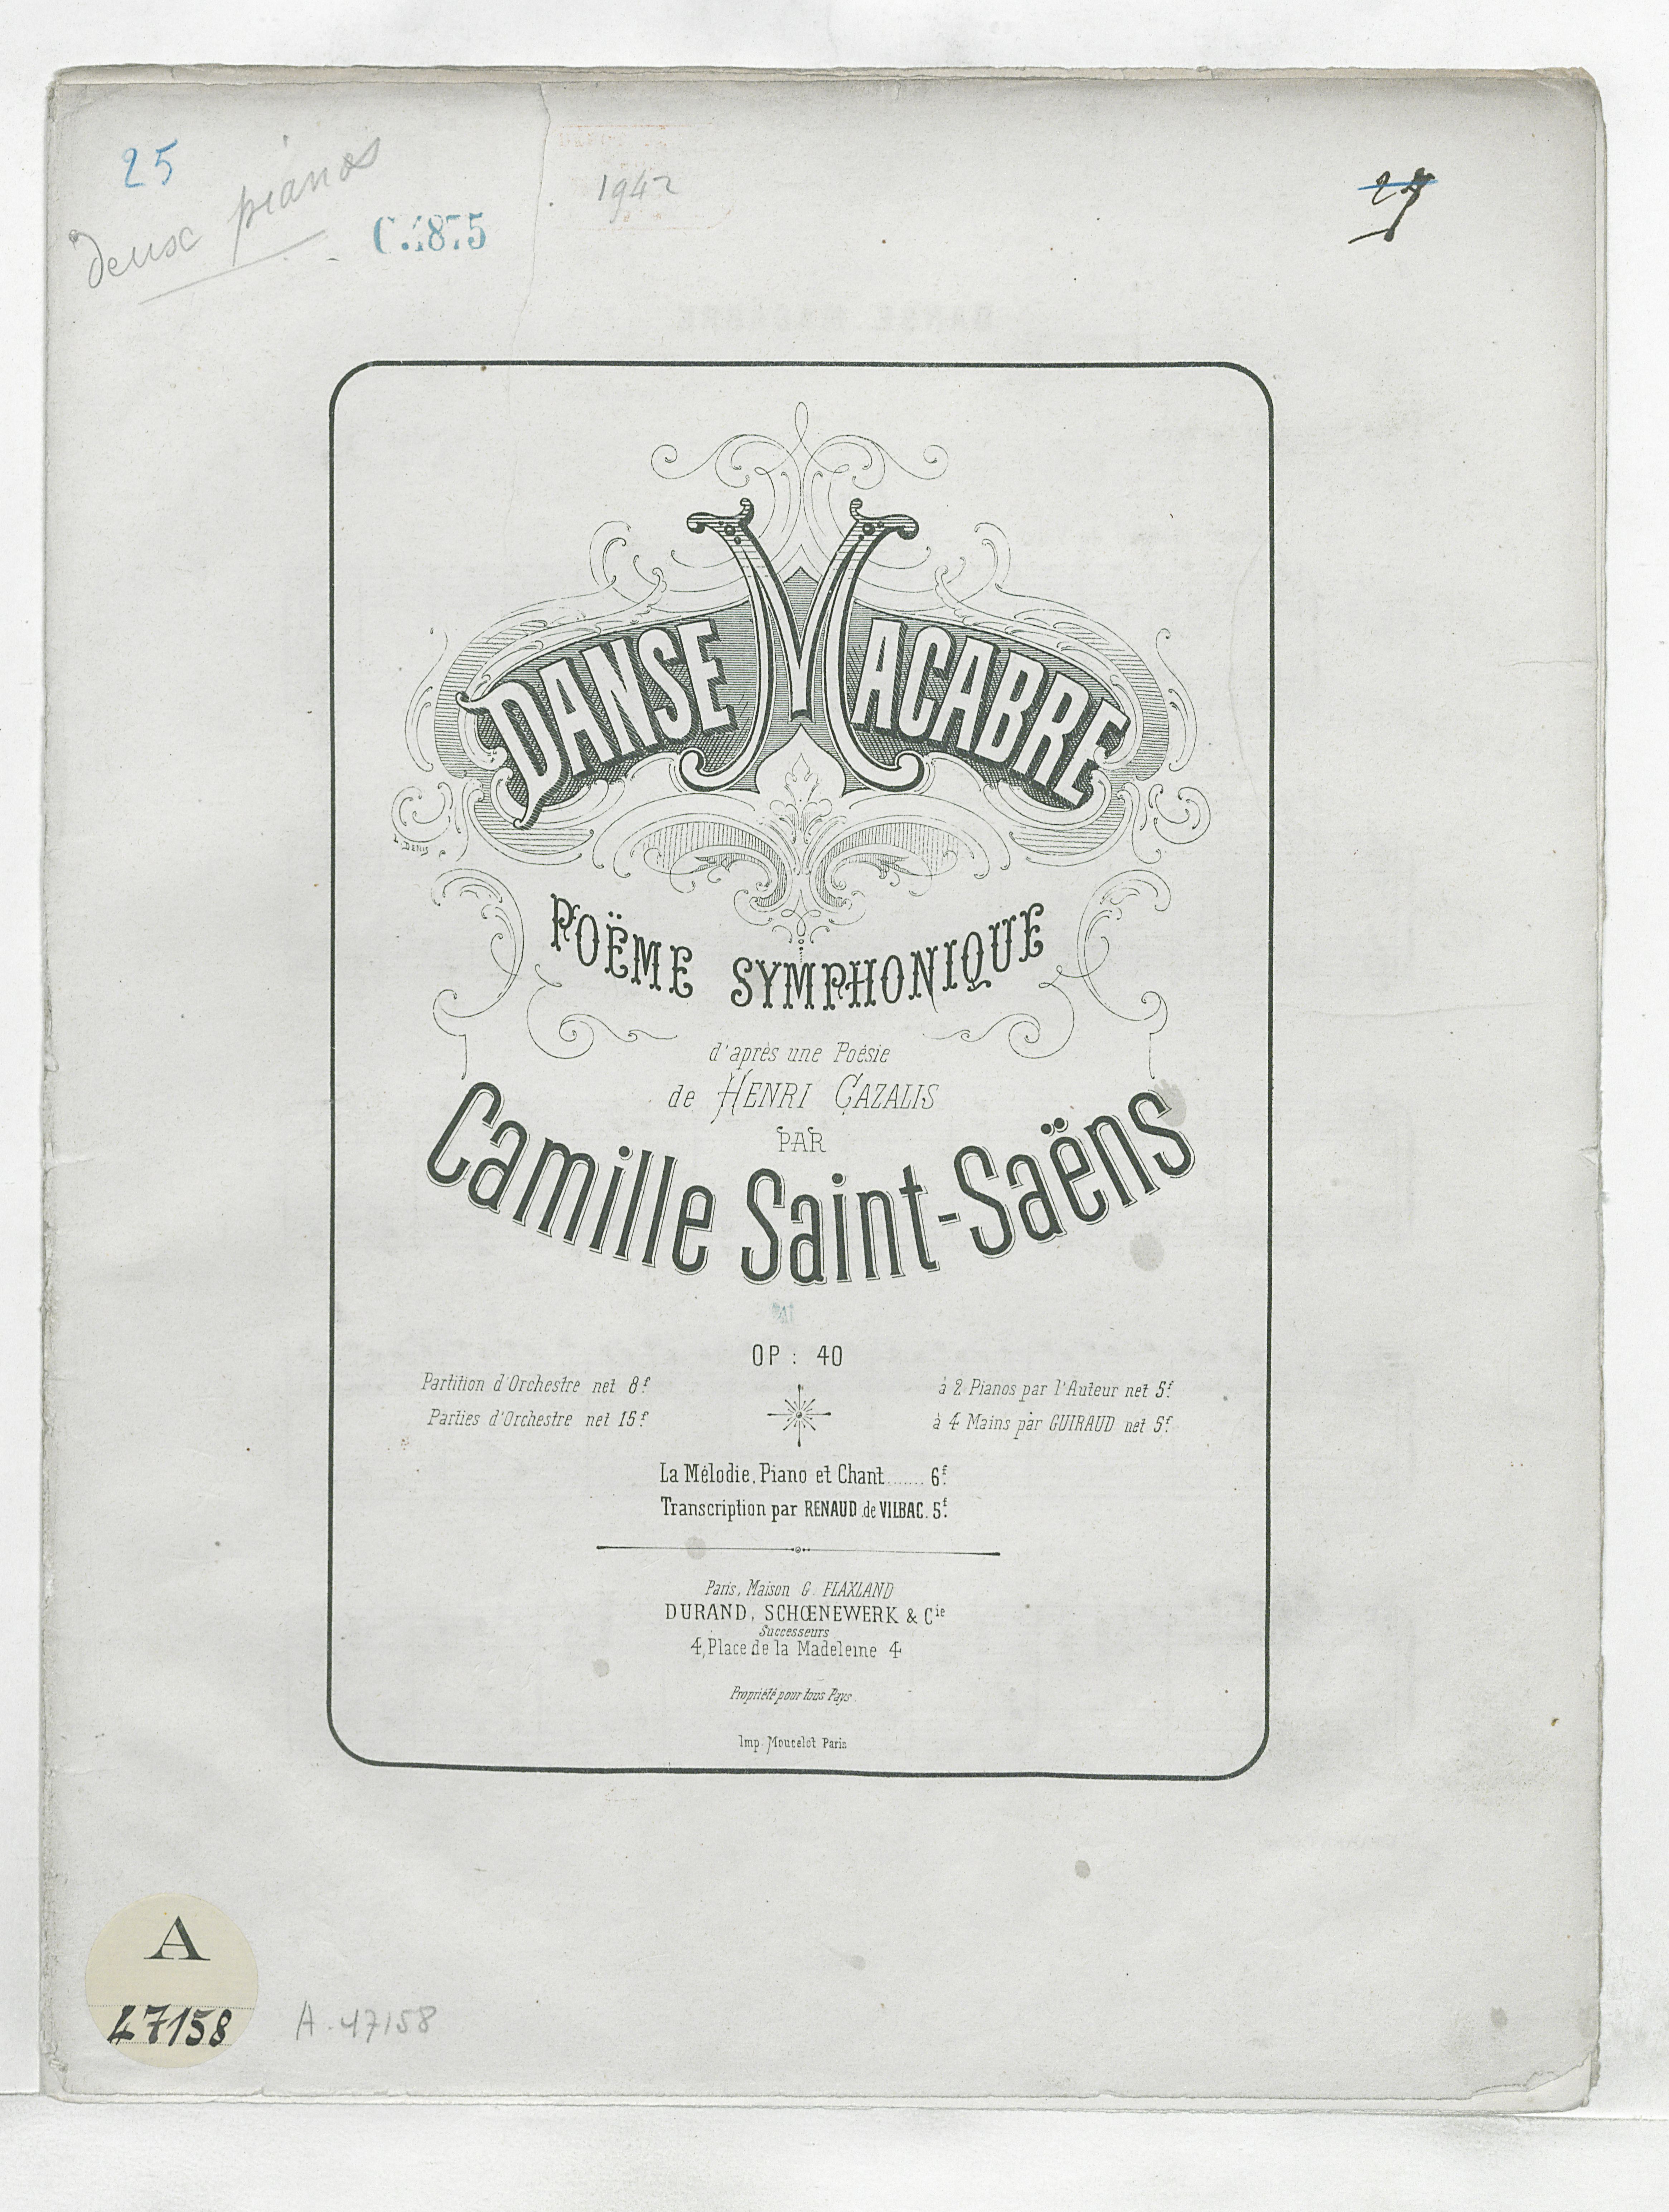 25
deux pianos
C.1875
1942
DANSE MACABRE
L. DENIS
POËME SYMPHONIQUE
d'après une Poésie
de HENRI CAZALIS
PAR
Camille Saint-Saëns
OP : 40
Partition d'Orchestre net 8f
Parties d'Orchestre net 15f
à 2 Pianos par l'Auteur net 5f
à 4 Mains par GUIRAUD net 5f
La Mélodie, Piano et Chant....... 6f
Transcription par RENAUD de VILBAC. 5f
Paris, Maison G. FLAXLAND
DURAND, SCHŒNEWERK & Cie
Successeurs
4, Place de la Madeleine 4
Propriété pour tous Pays.
Imp. Moucelot Paris
A
47158
A. 47158